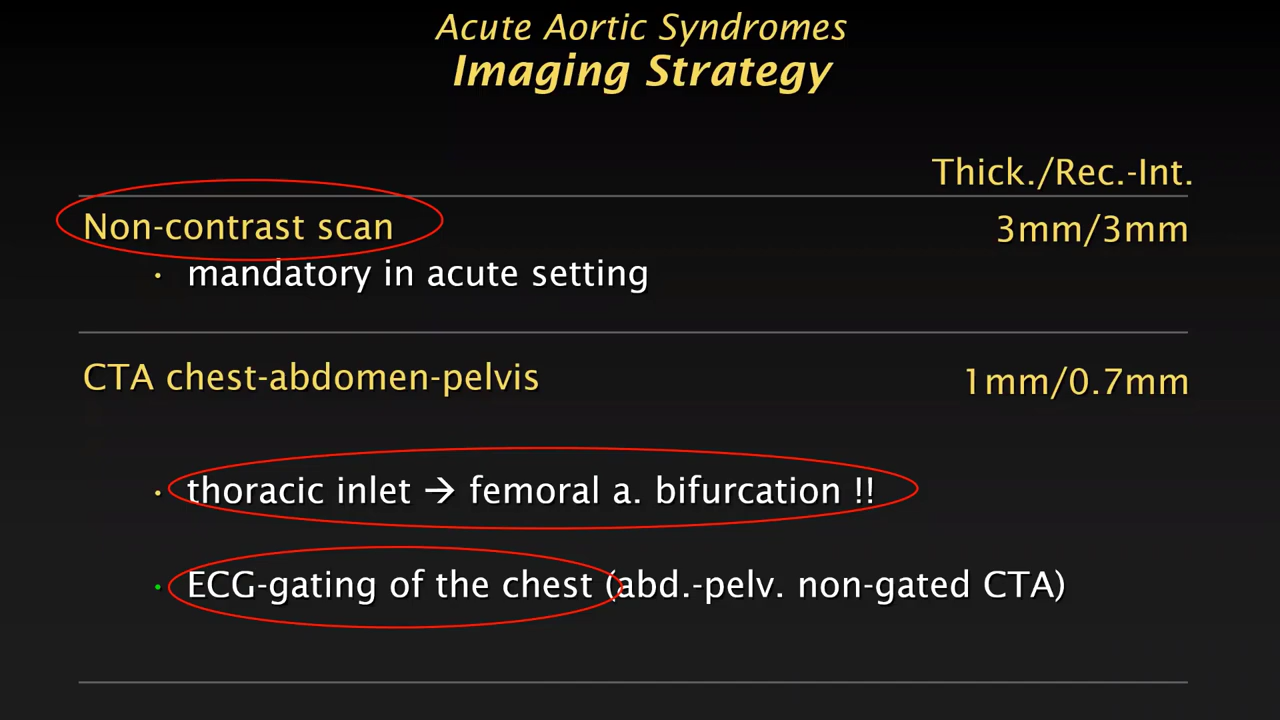 Acute Aortic Syndromes
Imaging Strategy
Thick./Rec.-Int.
Non-contrast scan 3mm/3mm
· mandatory in acute setting
CTA chest-abdomen-pelvis 1mm/0.7mm
· thoracic inlet → femoral a. bifurcation !!
· ECG-gating of the chest (abd.-pelv. non-gated CTA)